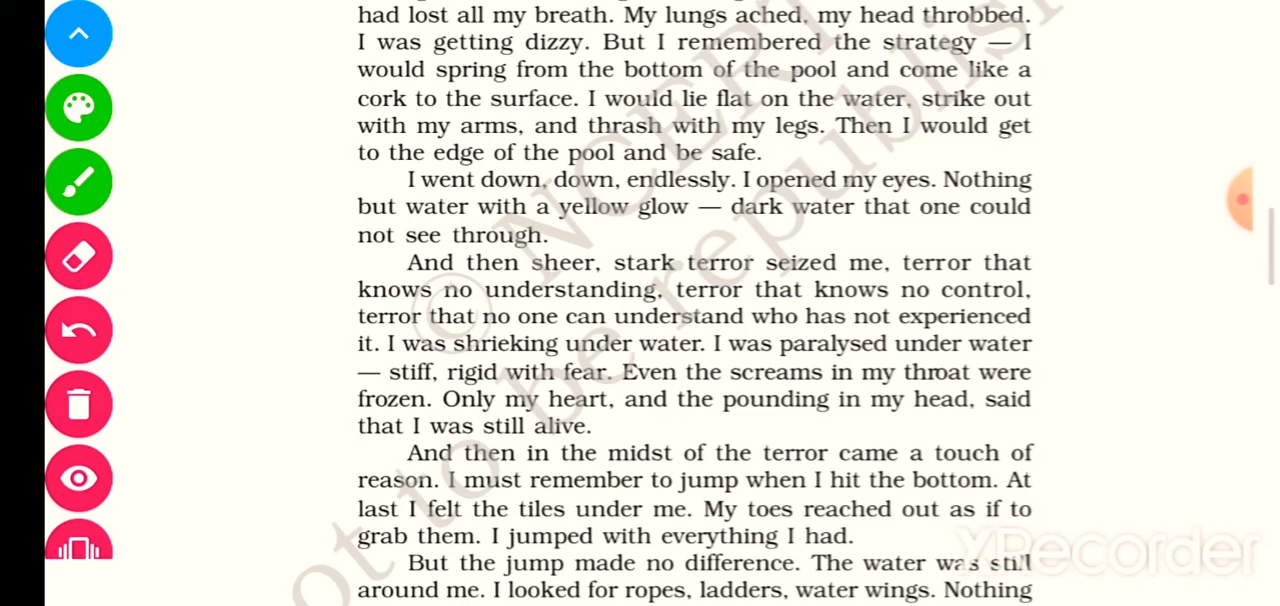 had lost all my breath. My lungs ached, my head throbbed.
I was getting dizzy. But I remembered the strategy — I
would spring from the bottom of the pool and come like a
cork to the surface. I would lie flat on the water, strike out
with my arms, and thrash with my legs. Then I would get
to the edge of the pool and be safe.
I went down, down, endlessly. I opened my eyes. Nothing
but water with a yellow glow — dark water that one could
not see through.
And then sheer, stark terror seized me, terror that
knows no understanding, terror that knows no control,
terror that no one can understand who has not experienced
it. I was shrieking under water. I was paralysed under water
— stiff, rigid with fear. Even the screams in my throat were
frozen. Only my heart, and the pounding in my head, said
that I was still alive.
And then in the midst of the terror came a touch of
reason. I must remember to jump when I hit the bottom. At
last I felt the tiles under me. My toes reached out as if to
grab them. I jumped with everything I had.
But the jump made no difference. The water was still
around me. I looked for ropes, ladders, water wings. Nothing
© NCERT
not to be republish
XRecorder